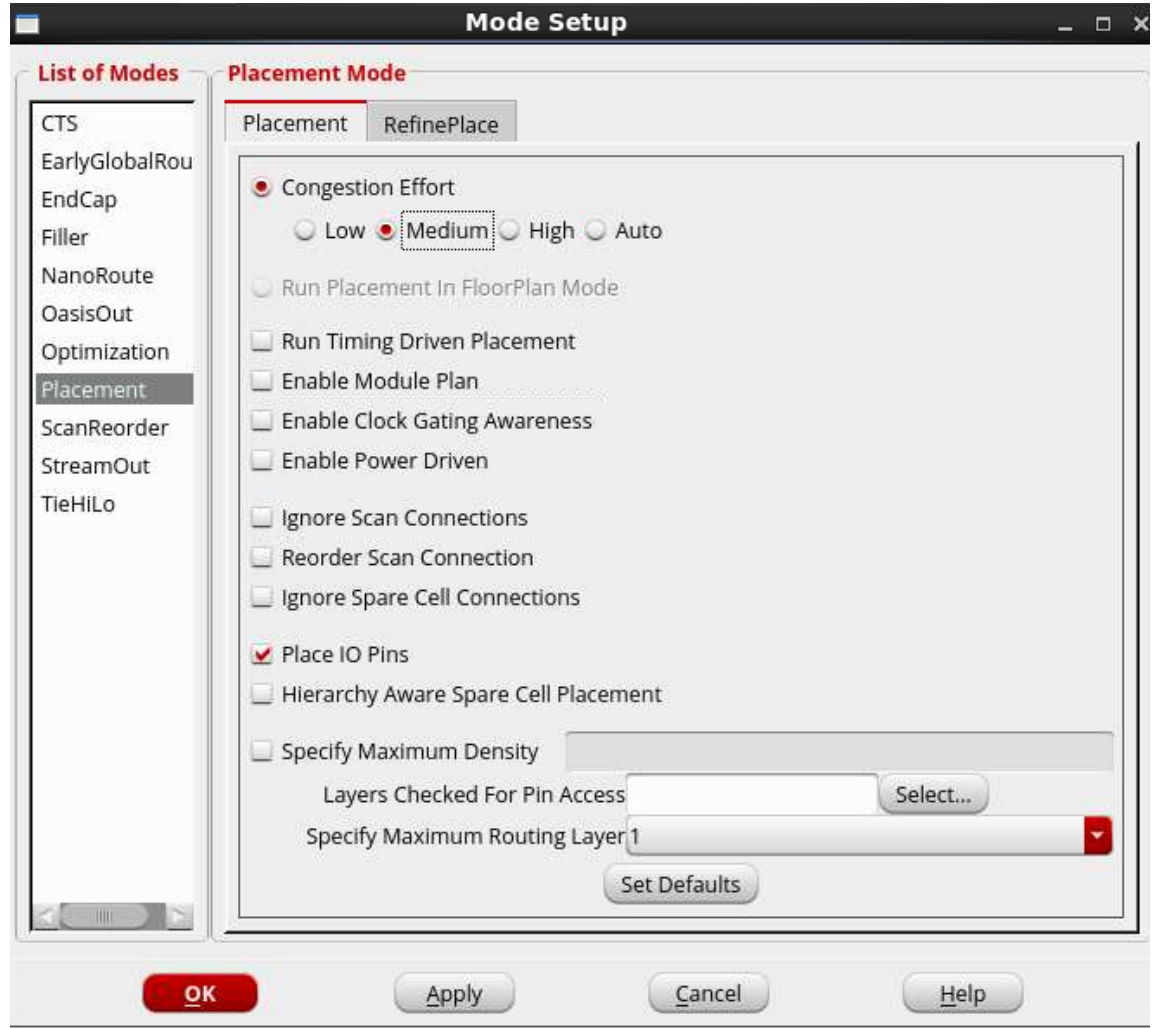 Mode Setup
List of Modes
CTS
EarlyGlobalRou
EndCap
Filler
NanoRoute
OasisOut
Optimization
Placement
ScanReorder
StreamOut
TieHiLo
Placement Mode
Placement RefinePlace
Congestion Effort
Low Medium High Auto
Run Placement In FloorPlan Mode
Run Timing Driven Placement
Enable Module Plan
Enable Clock Gating Awareness
Enable Power Driven
Ignore Scan Connections
Reorder Scan Connection
Ignore Spare Cell Connections
Place IO Pins
Hierarchy Aware Spare Cell Placement
Specify Maximum Density
Layers Checked For Pin Access Select...
Specify Maximum Routing Layer 1
Set Defaults
OK Apply Cancel Help